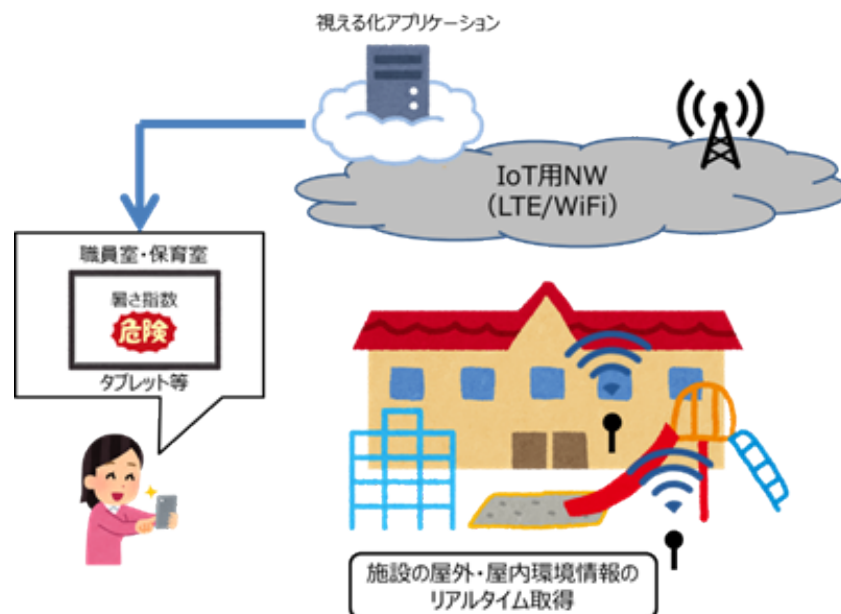 視える化アプリケーション
IoT用NW
（LTE/WiFi）
職員室・保育室
暑さ指数
危険
タブレット等
施設の屋外・屋内環境情報の
リアルタイム取得